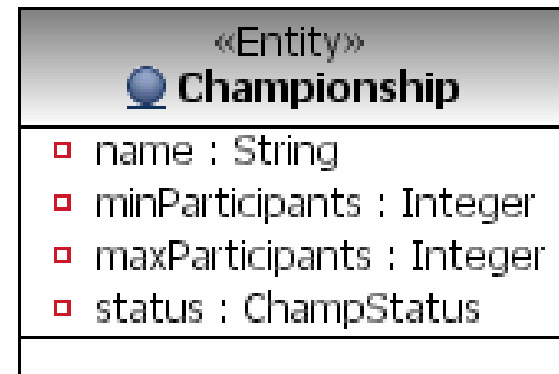 «Entity»
Championship
name : String
minParticipants : Integer
maxParticipants : Integer
status : ChampStatus